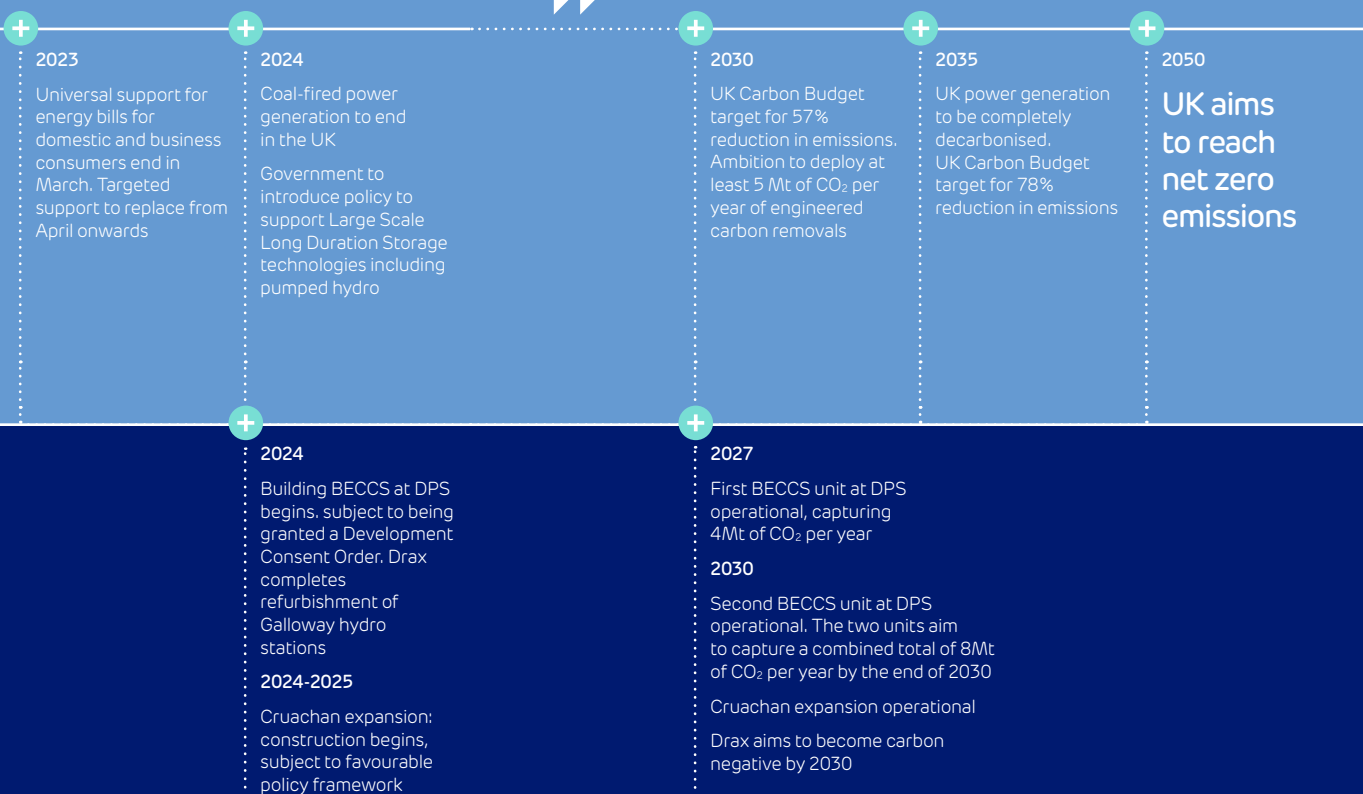 2023
Universal support for
energy bills for
domestic and business
consumers end in
March. Targeted
support to replace from
April onwards
2024
Coal-fired power
generation to end
in the UK
Government to
introduce policy to
support Large Scale
Long Duration Storage
technologies including
pumped hydro
2030
UK Carbon Budget
target for 57%
reduction in emissions.
Ambition to deploy at
least 5 Mt of CO₂ per
year of engineered
carbon removals
2035
UK power generation
to be completely
decarbonised.
UK Carbon Budget
target for 78%
reduction in emissions
2050
UK aims
to reach
net zero
emissions
2024
Building BECCS at DPS
begins. subject to being
granted a Development
Consent Order. Drax
completes
refurbishment of
Galloway hydro
stations
2024-2025
Cruachan expansion:
construction begins,
subject to favourable
policy framework
2027
First BECCS unit at DPS
operational, capturing
4Mt of CO₂ per year
2030
Second BECCS unit at DPS
operational. The two units aim
to capture a combined total of 8Mt
of CO₂ per year by the end of 2030
Cruachan expansion operational
Drax aims to become carbon
negative by 2030